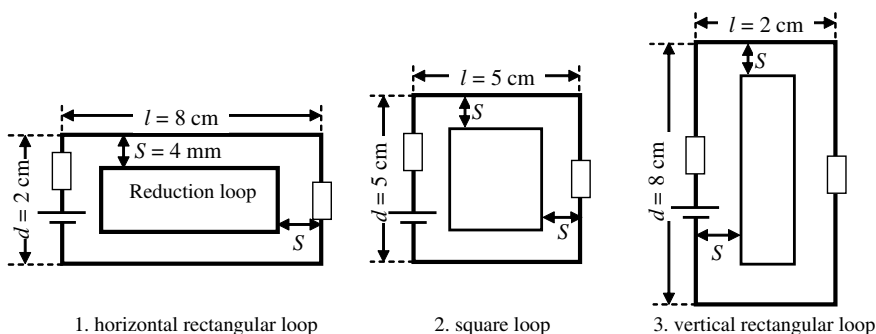 l = 8 cm
d = 2 cm
S = 4 mm
Reduction loop
S
1. horizontal rectangular loop
l = 5 cm
d = 5 cm
S
S
2. square loop
l = 2 cm
d = 8 cm
S
S
3. vertical rectangular loop